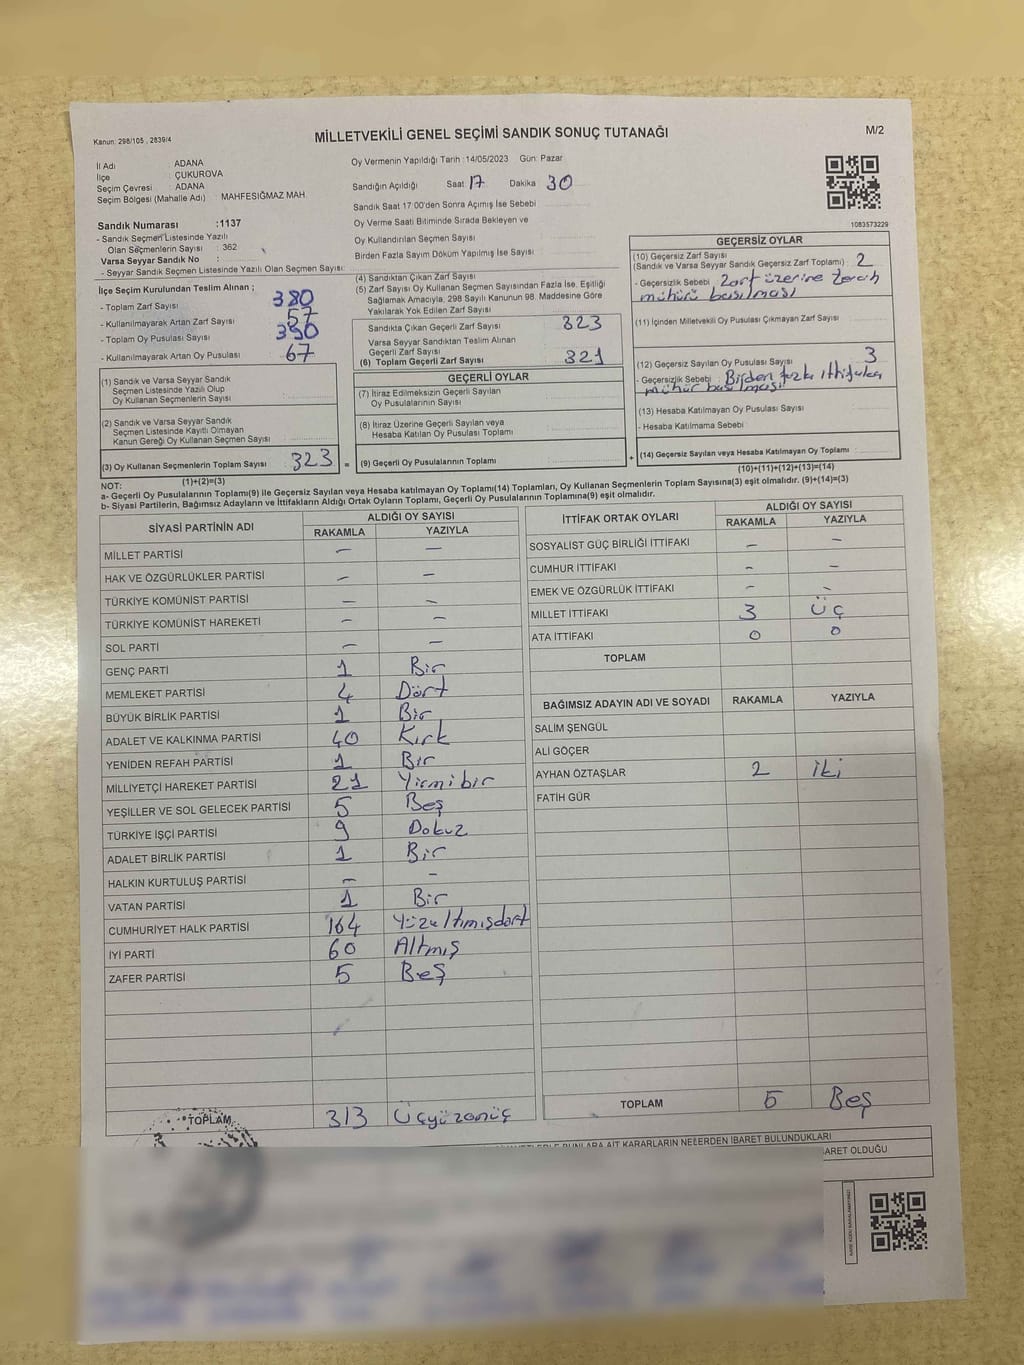 Kanun: 298/105 , 2839/4
MİLLETVEKİLİ GENEL SEÇİMİ SANDIK SONUÇ TUTANAĞI
M/2
İl Adı : ADANA
İlçe : ÇUKUROVA
Seçim Çevresi : ADANA
Seçim Bölgesi (Mahalle Adı) : MAHFESIĞMAZ MAH.
Oy Vermenin Yapıldığı Tarih :14/05/2023 Gün: Pazar
Sandığın Açıldığı Saat: 17 Dakika 30
Sandık Saat 17:00'den Sonra Açılmış İse Sebebi
Oy Verme Saati Bitiminde Sırada Bekleyen ve
Oy Kullandırılan Seçmen Sayısı
Birden Fazla Sayım Döküm Yapılmış İse Sayısı
1083573229
Sandık Numarası :1137
- Sandık Seçmen Listesinde Yazılı
Olan Seçmenlerin Sayısı : 362
Varsa Seyyar Sandık No :
- Seyyar Sandık Seçmen Listesinde Yazılı Olan Seçmen Sayısı:
İlçe Seçim Kurulundan Teslim Alınan ;
- Toplam Zarf Sayısı 380
- Kullanılmayarak Artan Zarf Sayısı 57
- Toplam Oy Pusulası Sayısı 390
- Kullanılmayarak Artan Oy Pusulası 67
(1) Sandık ve Varsa Seyyar Sandık
Seçmen Listesinde Yazılı Olup
Oy Kullanan Seçmenlerin Sayısı
(2) Sandık ve Varsa Seyyar Sandık
Seçmen Listesinde Kayıtlı Olmayan
Kanun Gereği Oy Kullanan Seçmen Sayısı
(3) Oy Kullanan Seçmenlerin Toplam Sayısı 323
(1)+(2)=(3)
(4) Sandıktan Çıkan Zarf Sayısı
(5) Zarf Sayısı Oy Kullanan Seçmen Sayısından Fazla İse, Eşitliği
Sağlamak Amacıyla, 298 Sayılı Kanunun 98. Maddesine Göre
Yakılarak Yok Edilen Zarf Sayısı
Sandıkta Çıkan Geçerli Zarf Sayısı 323
Varsa Seyyar Sandıktan Teslim Alınan
Geçerli Zarf Sayısı
(6) Toplam Geçerli Zarf Sayısı 321
GEÇERLİ OYLAR
(7) İtiraz Edilmeksizin Geçerli Sayılan
Oy Pusulalarının Sayısı
(8) İtiraz Üzerine Geçerli Sayılan veya
Hesaba Katılan Oy Pusulası Toplamı
= (9) Geçerli Oy Pusulalarının Toplamı +
GEÇERSİZ OYLAR
(10) Geçersiz Zarf Sayısı
(Sandık ve Varsa Seyyar Sandık Geçersiz Zarf Toplamı) 2
- Geçersizlik Sebebi Zarf üzerine tercih
mühürü basılması
(11) İçinden Milletvekili Oy Pusulası Çıkmayan Zarf Sayısı
(12) Geçersiz Sayılan Oy Pusulası Sayısı 3
- Geçersizlik Sebebi Birden fazla ittifaka
mühür basılması
(13) Hesaba Katılmayan Oy Pusulası Sayısı
- Hesaba Katılmama Sebebi
(14) Geçersiz Sayılan veya Hesaba Katılmayan Oy Toplamı
(10)+(11)+(12)+(13)=(14)
NOT:
a- Geçerli Oy Pusulalarının Toplamı(9) ile Geçersiz Sayılan veya Hesaba katılmayan Oy Toplamı(14) Toplamları, Oy Kullanan Seçmenlerin Toplam Sayısına(3) eşit olmalıdır. (9)+(14)=(3)
b- Siyasi Partilerin, Bağımsız Adayların ve İttifakların Aldığı Ortak Oyların Toplamı, Geçerli Oy Pusulalarının Toplamına(9) eşit olmalıdır.
SİYASİ PARTİNİN ADI ALDIĞI OY SAYISI
RAKAMLA YAZIYLA
MİLLET PARTİSİ — —
HAK VE ÖZGÜRLÜKLER PARTİSİ — —
TÜRKİYE KOMÜNİST PARTİSİ — —
TÜRKİYE KOMÜNİST HAREKETİ — —
SOL PARTİ — —
GENÇ PARTİ 1 Bir
MEMLEKET PARTİSİ 4 Dört
BÜYÜK BİRLİK PARTİSİ 1 Bir
ADALET VE KALKINMA PARTİSİ 40 Kırk
YENİDEN REFAH PARTİSİ 1 Bir
MİLLİYETÇİ HAREKET PARTİSİ 21 Yirmibir
YEŞİLLER VE SOL GELECEK PARTİSİ 5 Beş
TÜRKİYE İŞÇİ PARTİSİ 9 Dokuz
ADALET BİRLİK PARTİSİ 1 Bir
HALKIN KURTULUŞ PARTİSİ — —
VATAN PARTİSİ 1 Bir
CUMHURİYET HALK PARTİSİ 164 Yüzaltmışdört
İYİ PARTİ 60 Altmış
ZAFER PARTİSİ 5 Beş
TOPLAM 313 Üçyüzonüç
İTTİFAK ORTAK OYLARI ALDIĞI OY SAYISI
RAKAMLA YAZIYLA
SOSYALIST GÜÇ BİRLİĞİ İTTİFAKI — —
CUMHUR İTTİFAKI — —
EMEK VE ÖZGÜRLÜK İTTİFAKI — —
MİLLET İTTİFAKI 3 Üç
ATA İTTİFAKI 0 0
TOPLAM
BAĞIMSIZ ADAYIN ADI VE SOYADI RAKAMLA YAZIYLA
SALİM ŞENGÜL
ALİ GÖÇER
AYHAN ÖZTAŞLAR 2 İki
FATİH GÜR
TOPLAM 5 Beş
BUNLARA AİT KARARLARIN NELERDEN İBARET BULUNDUKLARI
BARET OLDUĞU